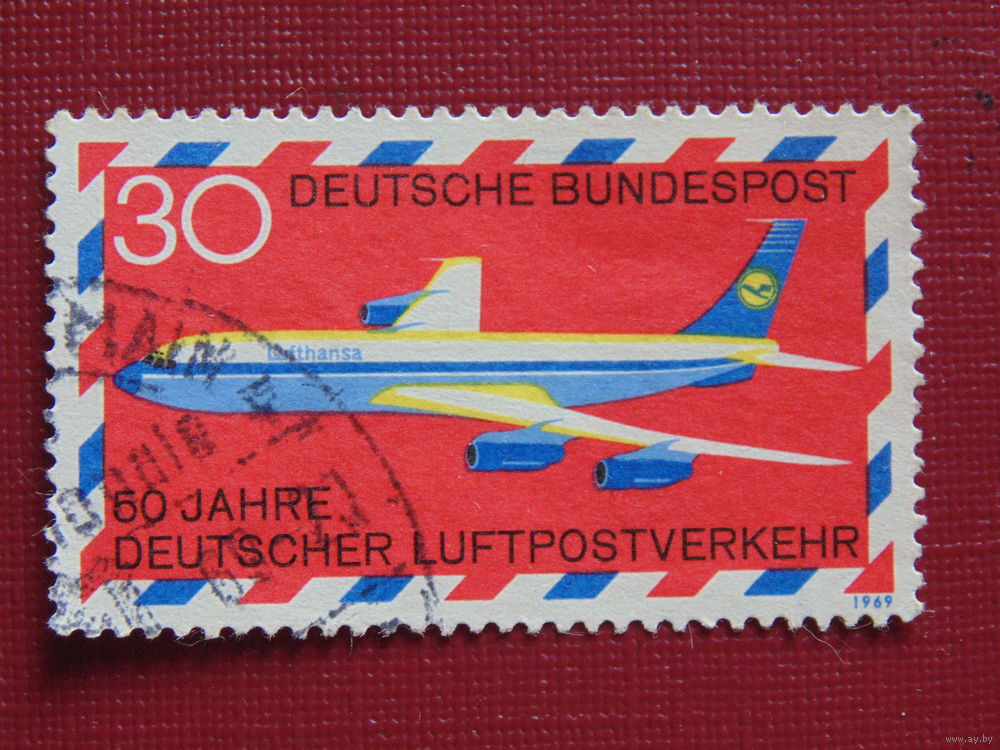 30 DEUTSCHE BUNDESPOST
Lufthansa
50 JAHRE
DEUTSCHER LUFTPOSTVERKEHR
1969
www.ay.by